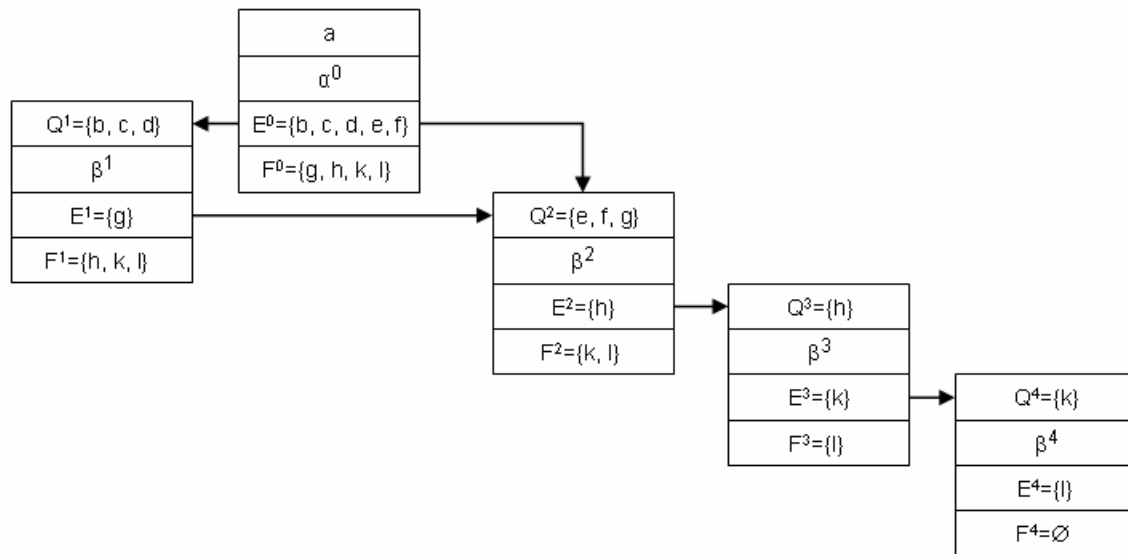 a
α⁰
E⁰={b, c, d, e, f}
F⁰={g, h, k, l}
Q¹={b, c, d}
β¹
E¹={g}
F¹={h, k, l}
Q²={e, f, g}
β²
E²={h}
F²={k, l}
Q³={h}
β³
E³={k}
F³={l}
Q⁴={k}
β⁴
E⁴={l}
F⁴=∅